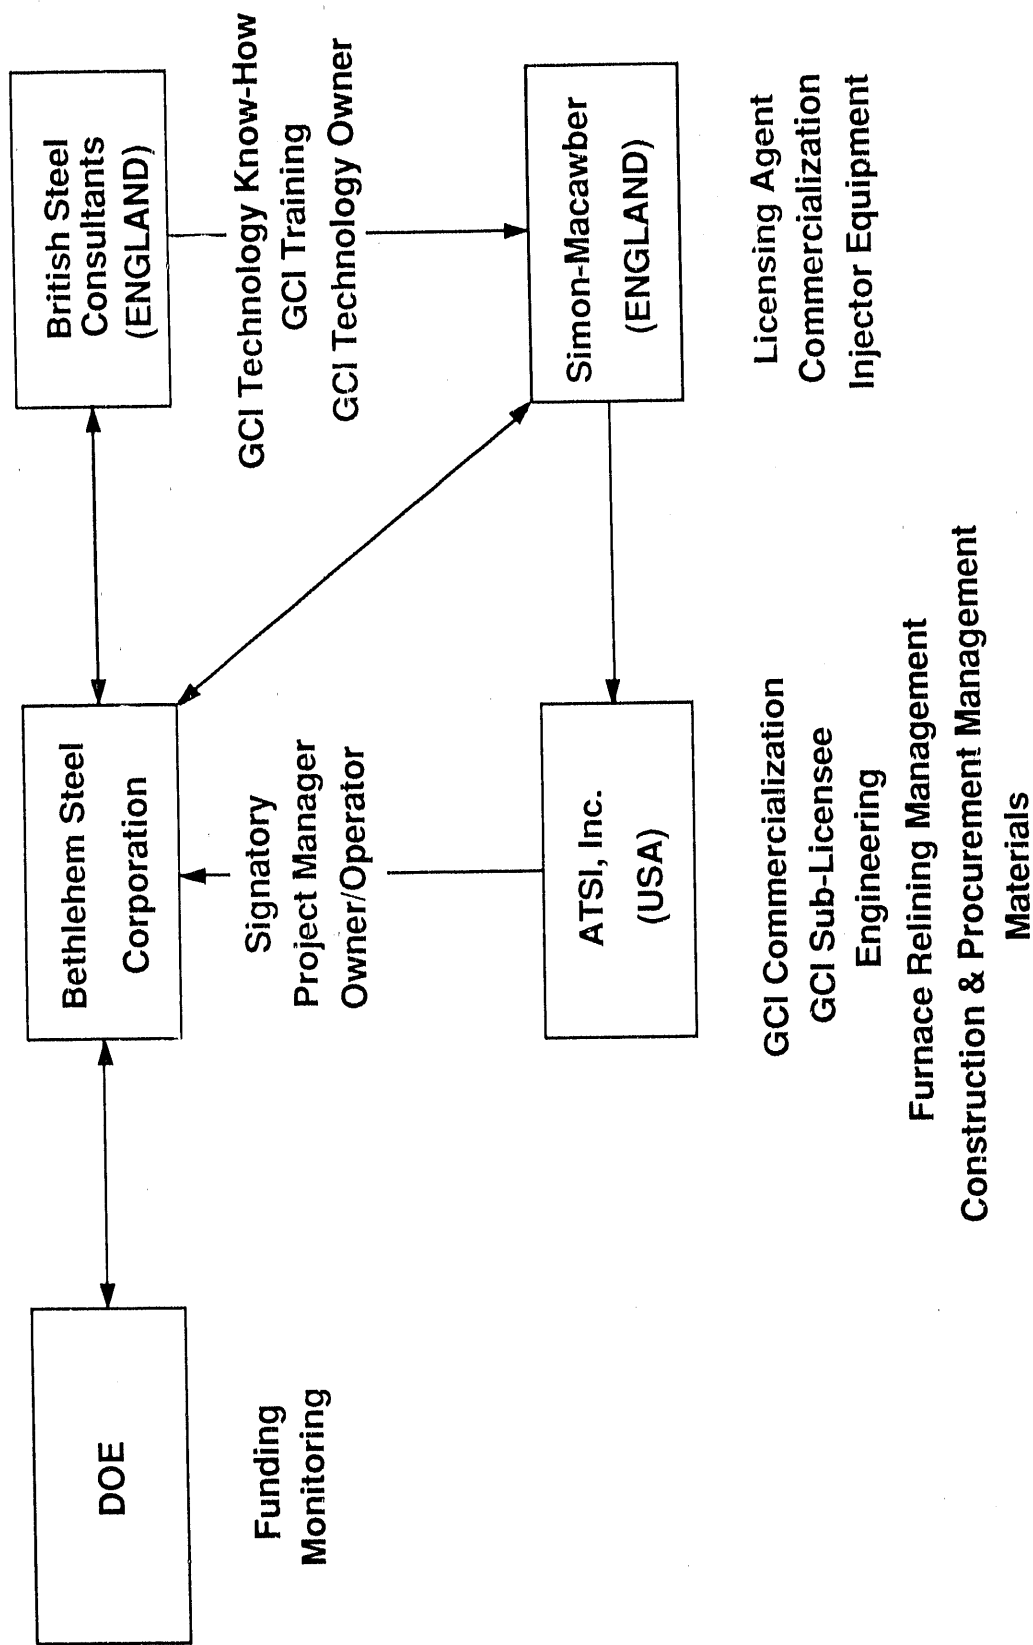 DOE
Funding
Monitoring
Bethlehem Steel
Corporation
Signatory
Project Manager
Owner/Operator
British Steel
Consultants
(ENGLAND)
GCI Technology Know-How
GCI Training
GCI Technology Owner
ATSI, Inc.
(USA)
GCI Commercialization
GCI Sub-Licensee
Engineering
Furnace Relining Management
Construction & Procurement Management
Materials
Simon-Macawber
(ENGLAND)
Licensing Agent
Commercialization
Injector Equipment